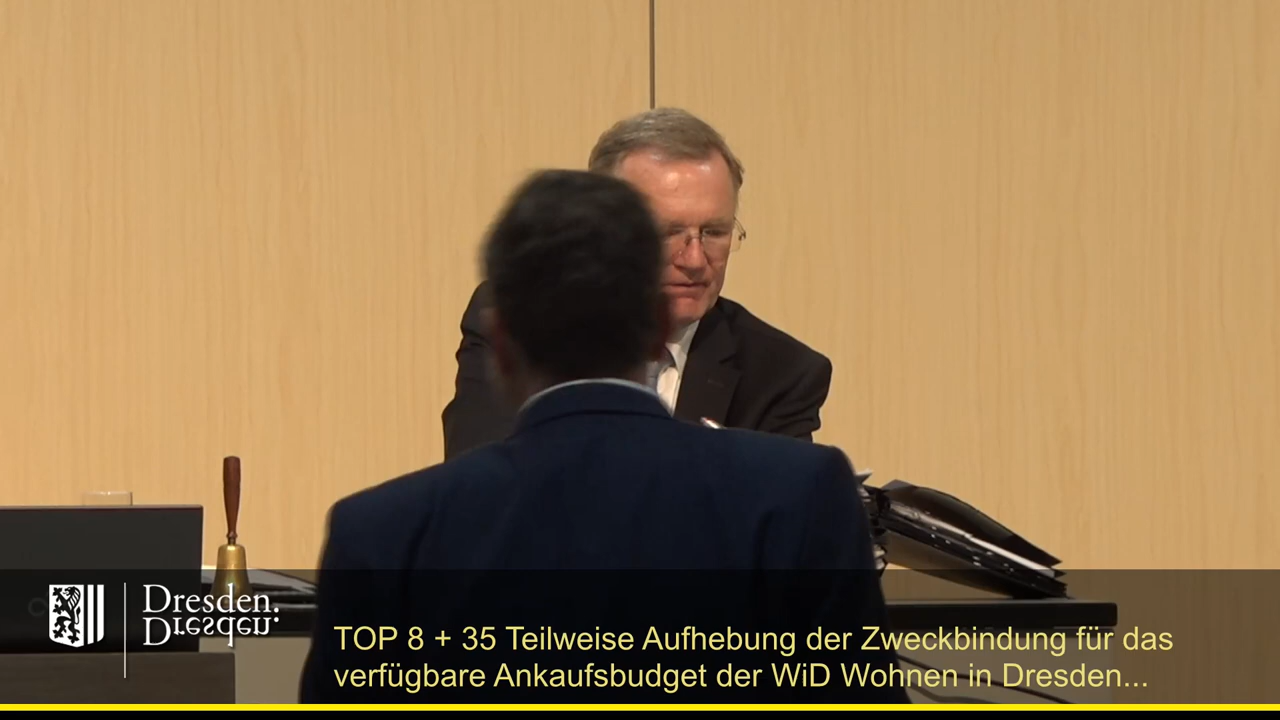 Dresden.
Dresden.
TOP 8 + 35 Teilweise Aufhebung der Zweckbindung für das
verfügbare Ankaufsbudget der WiD Wohnen in Dresden...